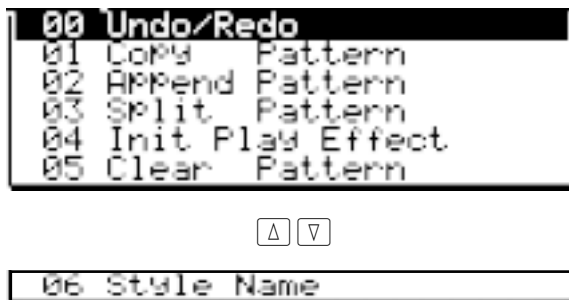 00 Undo/Redo
01 Copy Pattern
02 Append Pattern
03 Split Pattern
04 Init Play Effect
05 Clear Pattern
06 Style Name